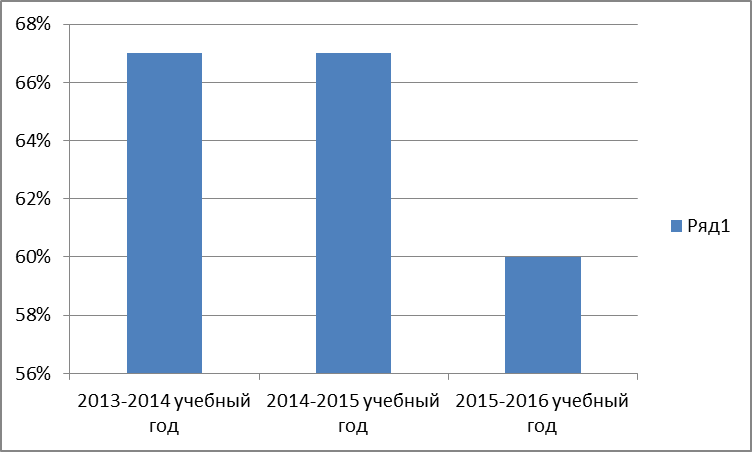 68%
66%
64%
62%
60%
58%
56%
2013-2014 учебный год
2014-2015 учебный год
2015-2016 учебный год
Ряд1